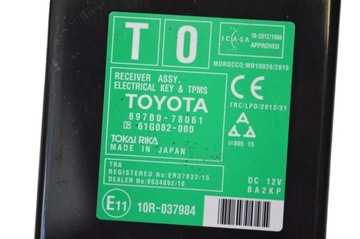 T O
ICASA
TA-2012/1906
APPROVED
MOROCCO:MR10026/2016
RECEIVER ASSY,
ELECTRICAL KEY & TPMS
TOYOTA
897B0-78061
61G082-000
TOKAI RIKA
MADE IN JAPAN
CE
TRC/LPD/2013/31
TRA
REGISTERED No:ER37832/15
DEALER No:0034092/10
DC 12V
BA2KP
E11 10R-037984